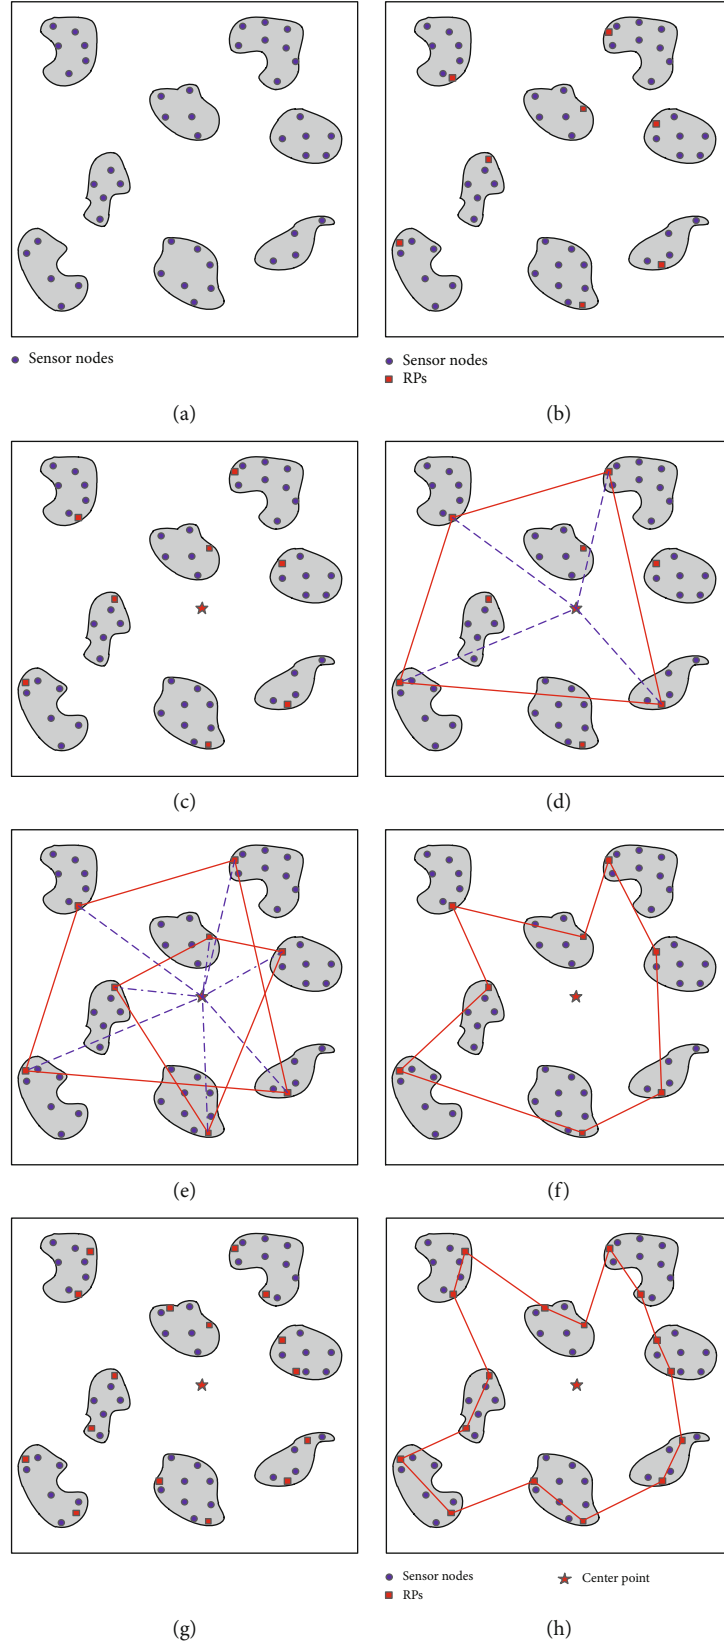 Sensor nodes
Sensor nodes
RPs
(a)
(b)
(c)
(d)
(e)
(f)
Sensor nodes
Center point
RPs
(g)
(h)